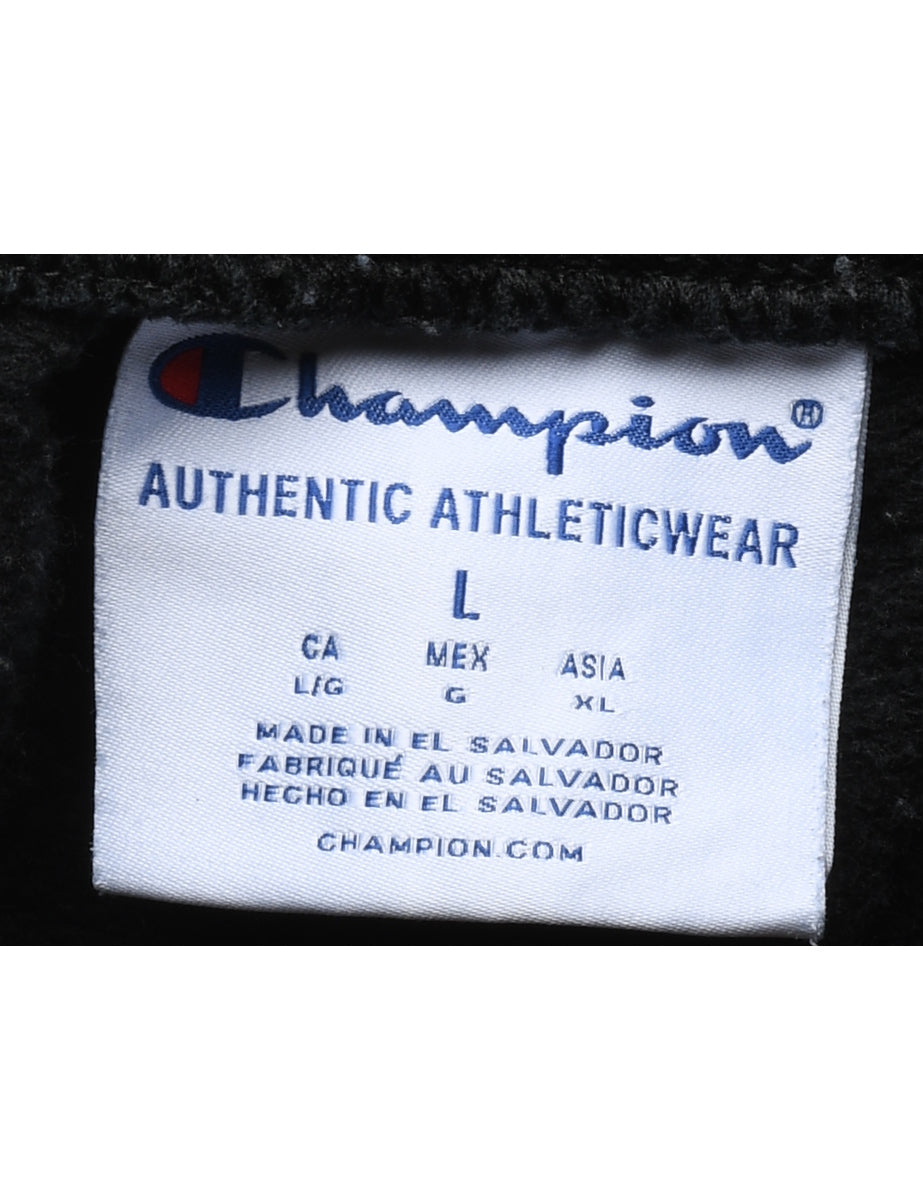 Champion®
AUTHENTIC ATHLETICWEAR
L
CA MEX ASIA
L/G G XL
MADE IN EL SALVADOR
FABRIQUÉ AU SALVADOR
HECHO EN EL SALVADOR
CHAMPION.COM